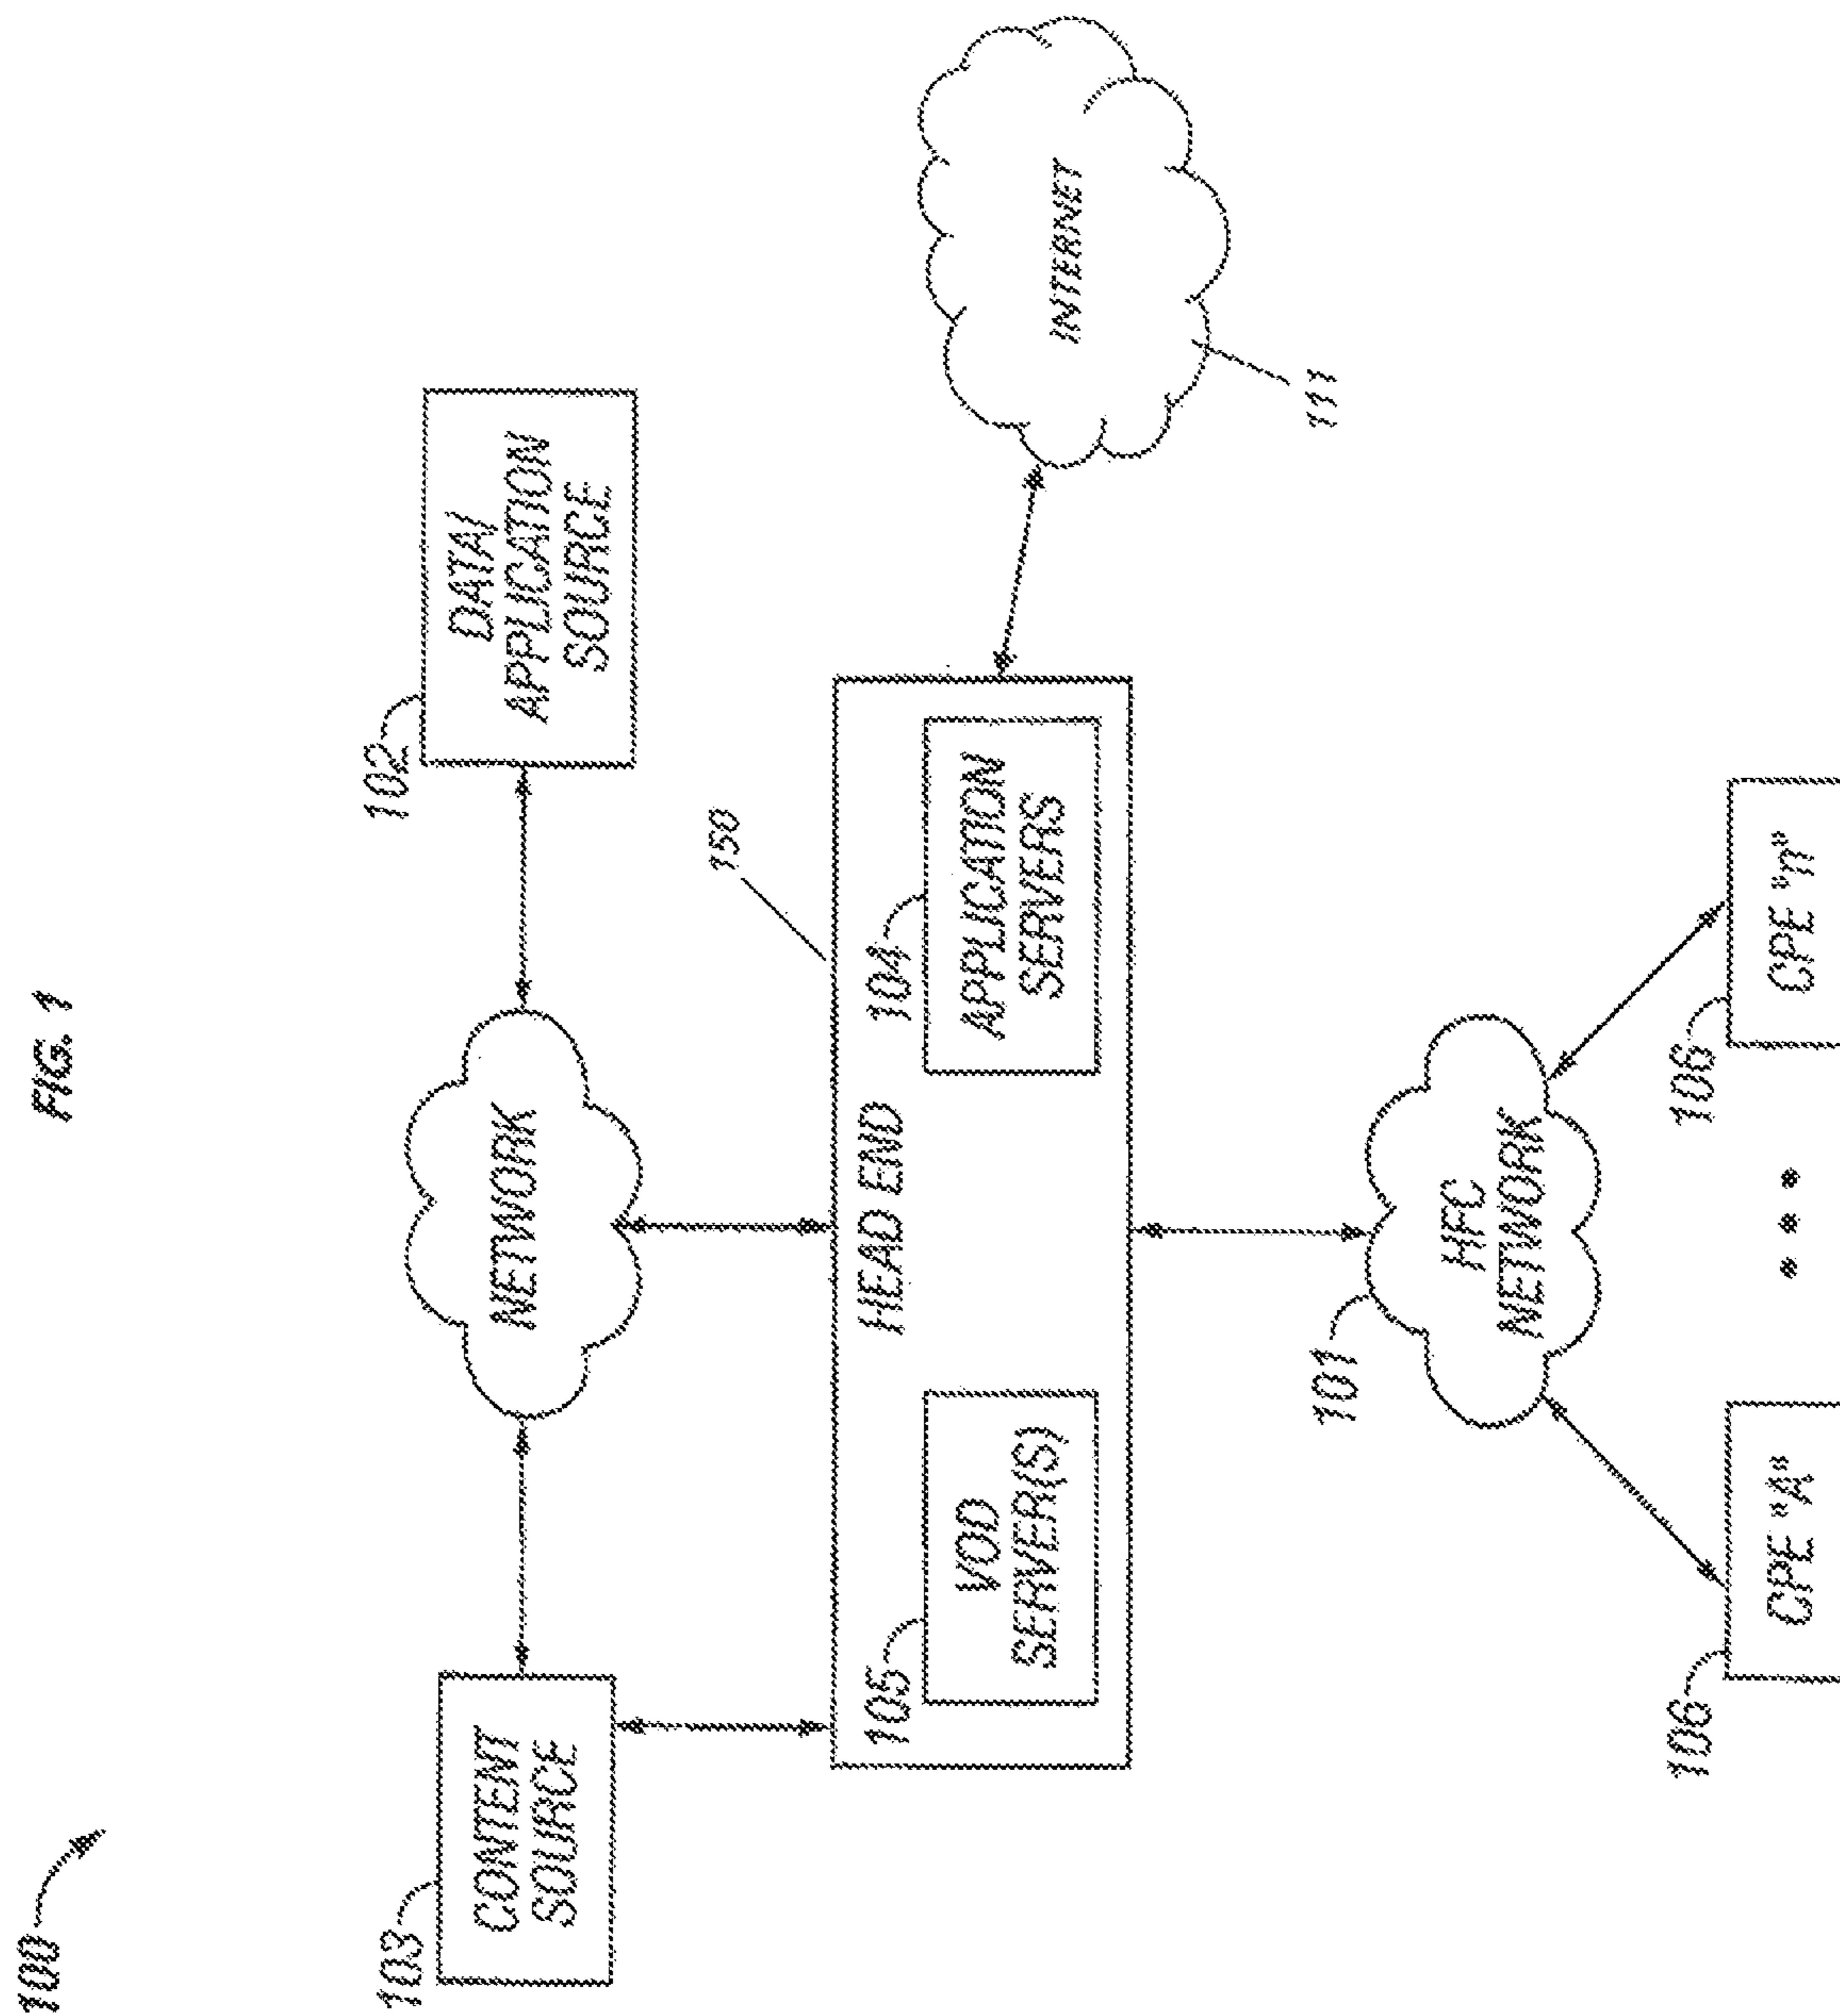 FIG. 1
100
103
CONTENT
SOURCE
NETWORK
102
DATA/
APPLICATION
SOURCE
150
HEAD END
105
VOD
SERVER(S)
104
APPLICATION
SERVERS
INTERNET
111
101
HFC
NETWORK
106
CPE "A"
106
CPE "n"